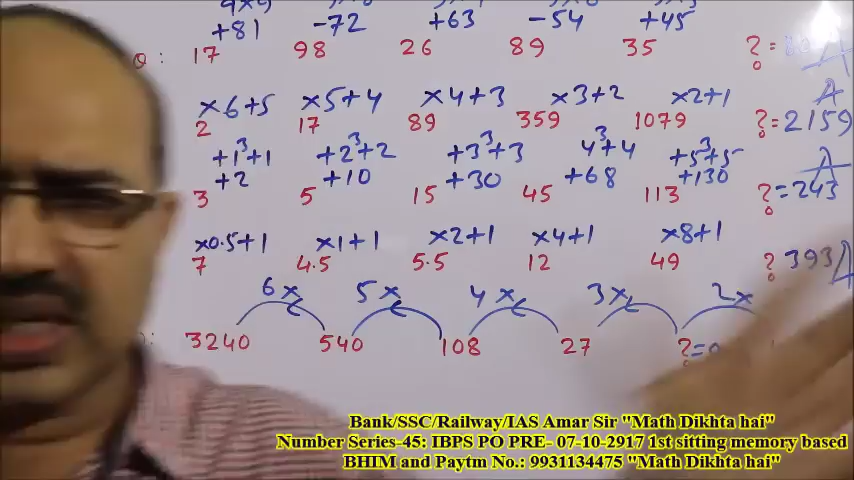 +81 -72 +63 -54 +45
17 98 26 89 35 ?=
×6+5 ×5+4 ×4+3 ×3+2 ×2+1
2 17 89 359 1079 ?=2159
+1³+1 +2³+2 +3³+3 4³+4 +5³+5
+2 +10 +30 +68 +130
3 5 15 45 113 ?=243
×0.5+1 ×1+1 ×2+1 ×4+1 ×8+1
7 4.5 5.5 12 49 ? 393
6× 5× 4× 3× 2×
3240 540 108 27 ?=
Bank/SSC/Railway/IAS Amar Sir "Math Dikhta hai"
Number Series-45: IBPS PO PRE- 07-10-2917 1st sitting memory based
BHIM and Paytm No.: 9931134475 "Math Dikhta hai"